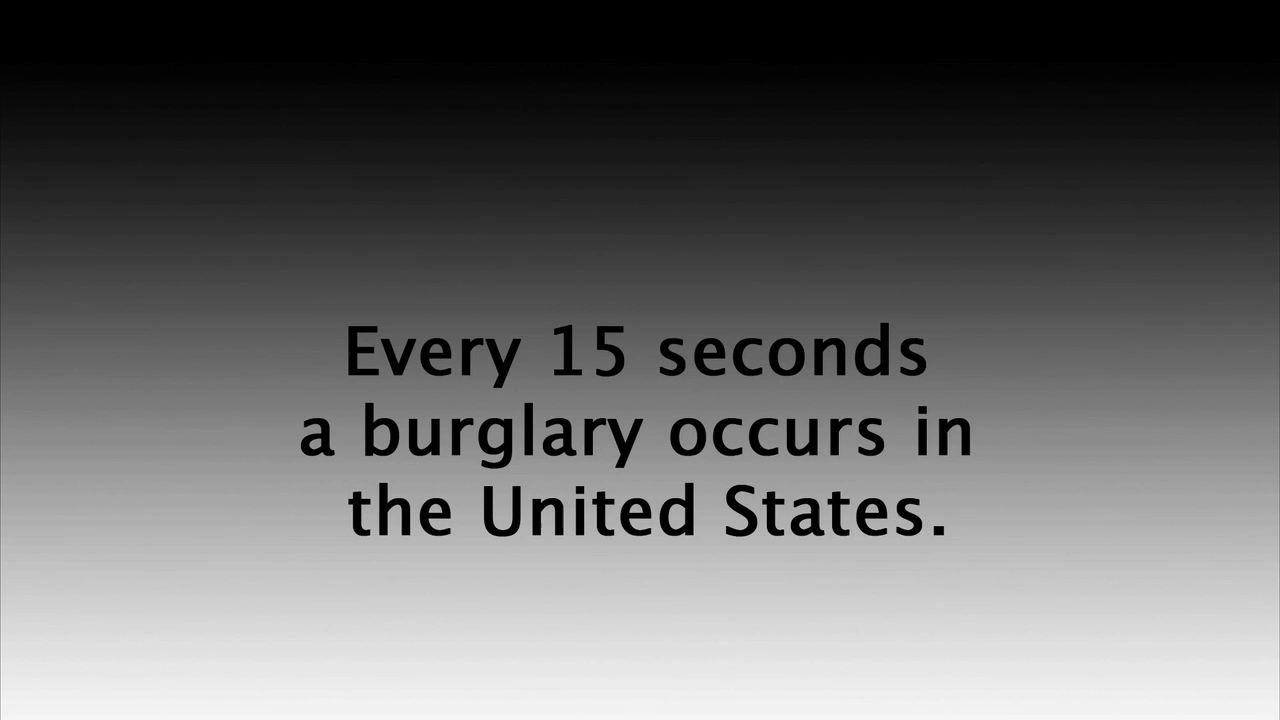 Every 15 seconds
a burglary occurs in
the United States.